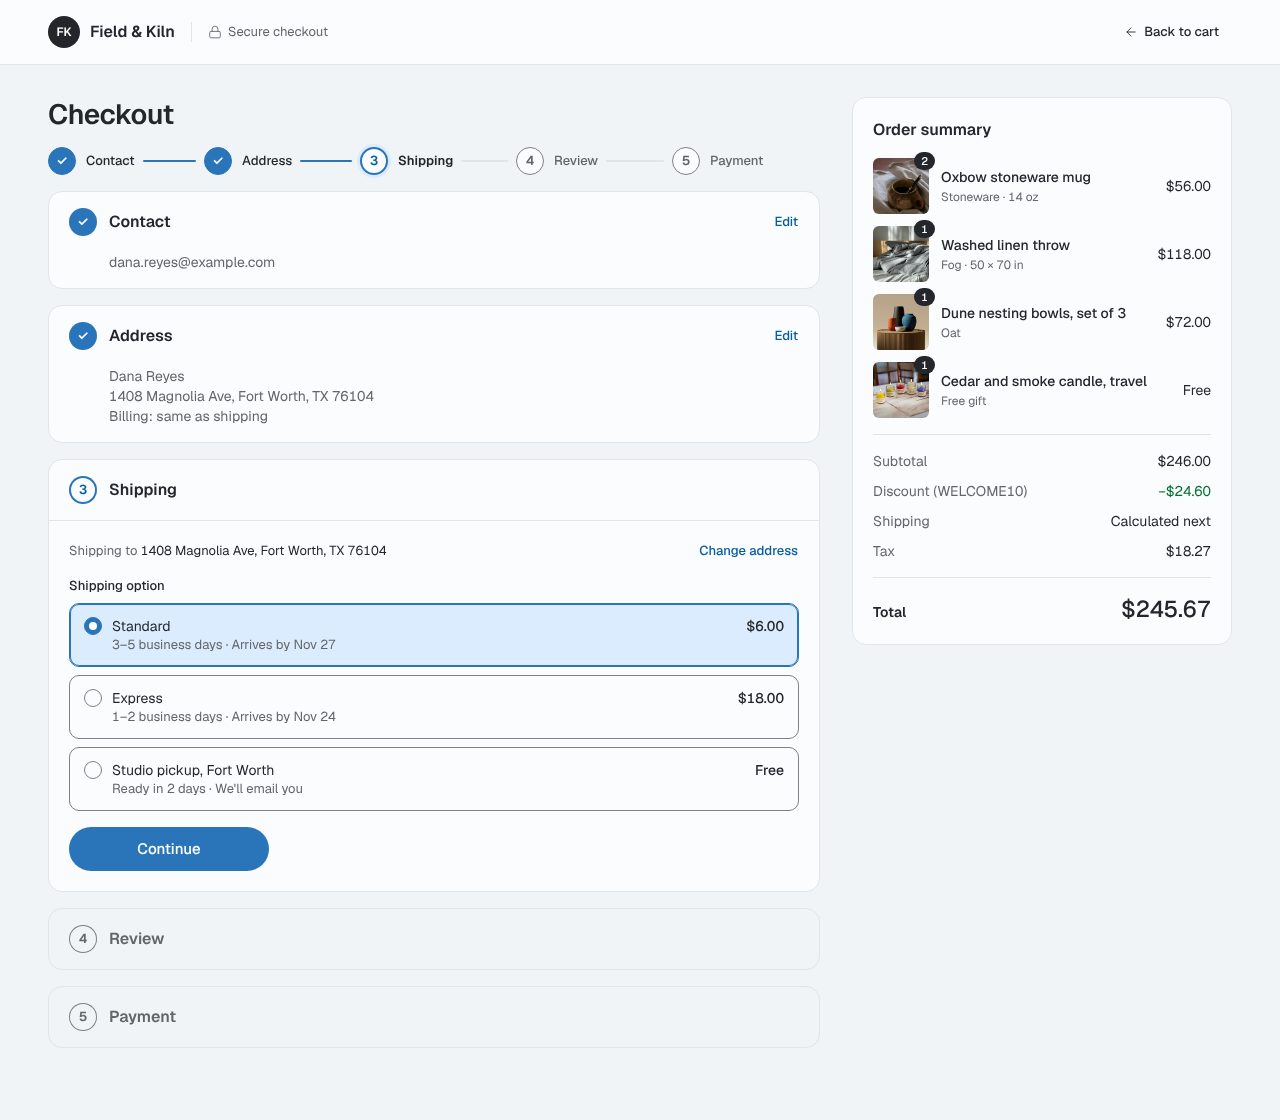 FK Field & Kiln Secure checkout Back to cart
Checkout
Contact Address 3 Shipping 4 Review 5 Payment
Contact Edit
dana.reyes@example.com
Address Edit
Dana Reyes
1408 Magnolia Ave, Fort Worth, TX 76104
Billing: same as shipping
3 Shipping
Shipping to 1408 Magnolia Ave, Fort Worth, TX 76104 Change address
Shipping option
Standard $6.00
3–5 business days · Arrives by Nov 27
Express $18.00
1–2 business days · Arrives by Nov 24
Studio pickup, Fort Worth Free
Ready in 2 days · We'll email you
Continue
4 Review
5 Payment
Order summary
2
Oxbow stoneware mug $56.00
Stoneware · 14 oz
1
Washed linen throw $118.00
Fog · 50 × 70 in
1
Dune nesting bowls, set of 3 $72.00
Oat
1
Cedar and smoke candle, travel Free
Free gift
Subtotal $246.00
Discount (WELCOME10) −$24.60
Shipping Calculated next
Tax $18.27
Total $245.67